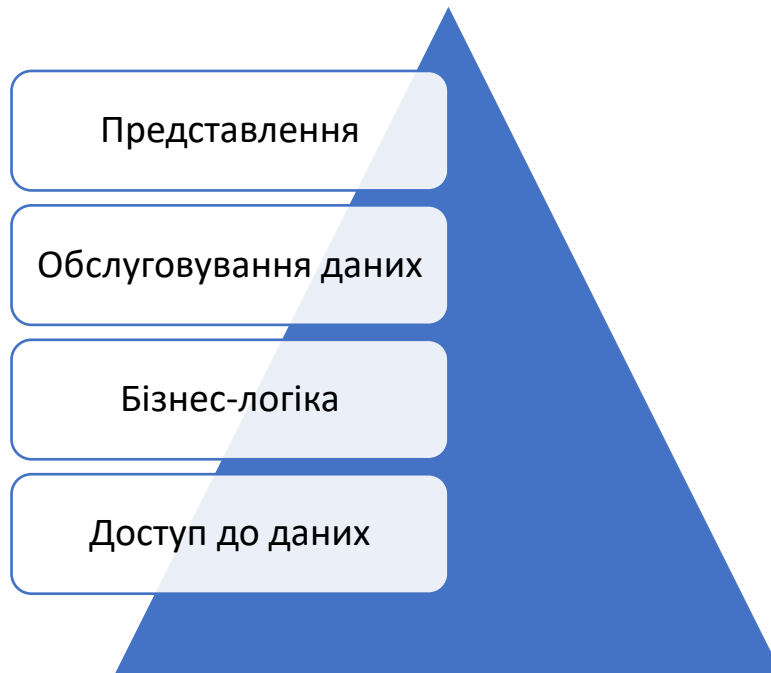 Представлення
Обслуговування даних
Бізнес-логіка
Доступ до даних